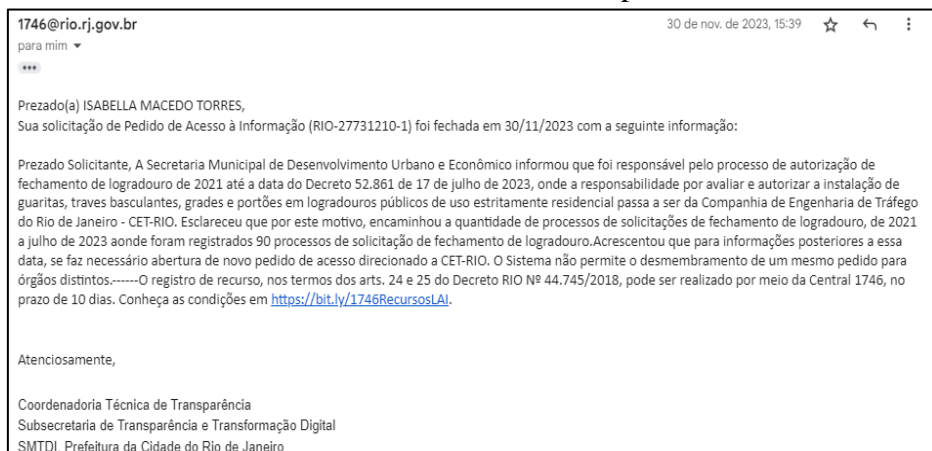 1746@rio.rj.gov.br
30 de nov. de 2023, 15:39
para mim
Prezado(a) ISABELLA MACEDO TORRES,
Sua solicitação de Pedido de Acesso à Informação (RIO-27731210-1) foi fechada em 30/11/2023 com a seguinte informação:
Prezado Solicitante, A Secretaria Municipal de Desenvolvimento Urbano e Econômico informou que foi responsável pelo processo de autorização de
fechamento de logradouro de 2021 até a data do Decreto 52.861 de 17 de julho de 2023, onde a responsabilidade por avaliar e autorizar a instalação de
guaritas, traves basculantes, grades e portões em logradouros públicos de uso estritamente residencial passa a ser da Companhia de Engenharia de Tráfego
do Rio de Janeiro - CET-RIO. Esclareceu que por este motivo, encaminhou a quantidade de processos de solicitações de fechamento de logradouro, de 2021
a julho de 2023 aonde foram registrados 90 processos de solicitação de fechamento de logradouro.Acrescentou que para informações posteriores a essa
data, se faz necessário abertura de novo pedido de acesso direcionado a CET-RIO. O Sistema não permite o desmembramento de um mesmo pedido para
órgãos distintos.------O registro de recurso, nos termos dos arts. 24 e 25 do Decreto RIO Nº 44.745/2018, pode ser realizado por meio da Central 1746, no
prazo de 10 dias. Conheça as condições em https://bit.ly/1746RecursosLAI.
Atenciosamente,
Coordenadoria Técnica de Transparência
Subsecretaria de Transparência e Transformação Digital
SMTDI, Prefeitura da Cidade do Rio de Janeiro